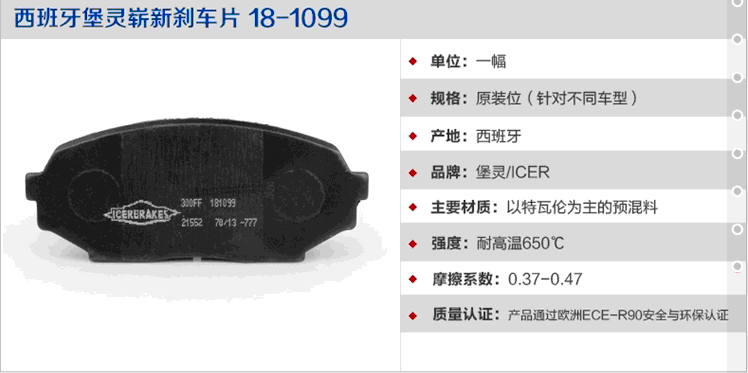 西班牙堡灵崭新刹车片 18-1099
单位：一幅
规格：原装位（针对不同车型）
产地：西班牙
品牌：堡灵/ICER
主要材质：以特瓦伦为主的预混料
强度：耐高温650℃
摩擦系数：0.37-0.47
质量认证：产品通过欧洲ECE-R90安全与环保认证
ICERBRAKES
300FF 181099
21552 70/13 -777